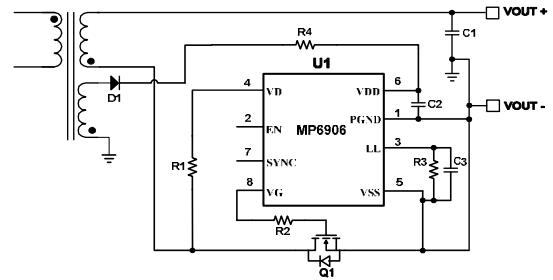 VOUT +
R4
C1
U1
D1
4 VD VDD 6
C2
VOUT -
2 EN PGND 1
MP6906
LL 3
R1
7 SYNC
R3 C3
8 VG VSS 5
R2
Q1